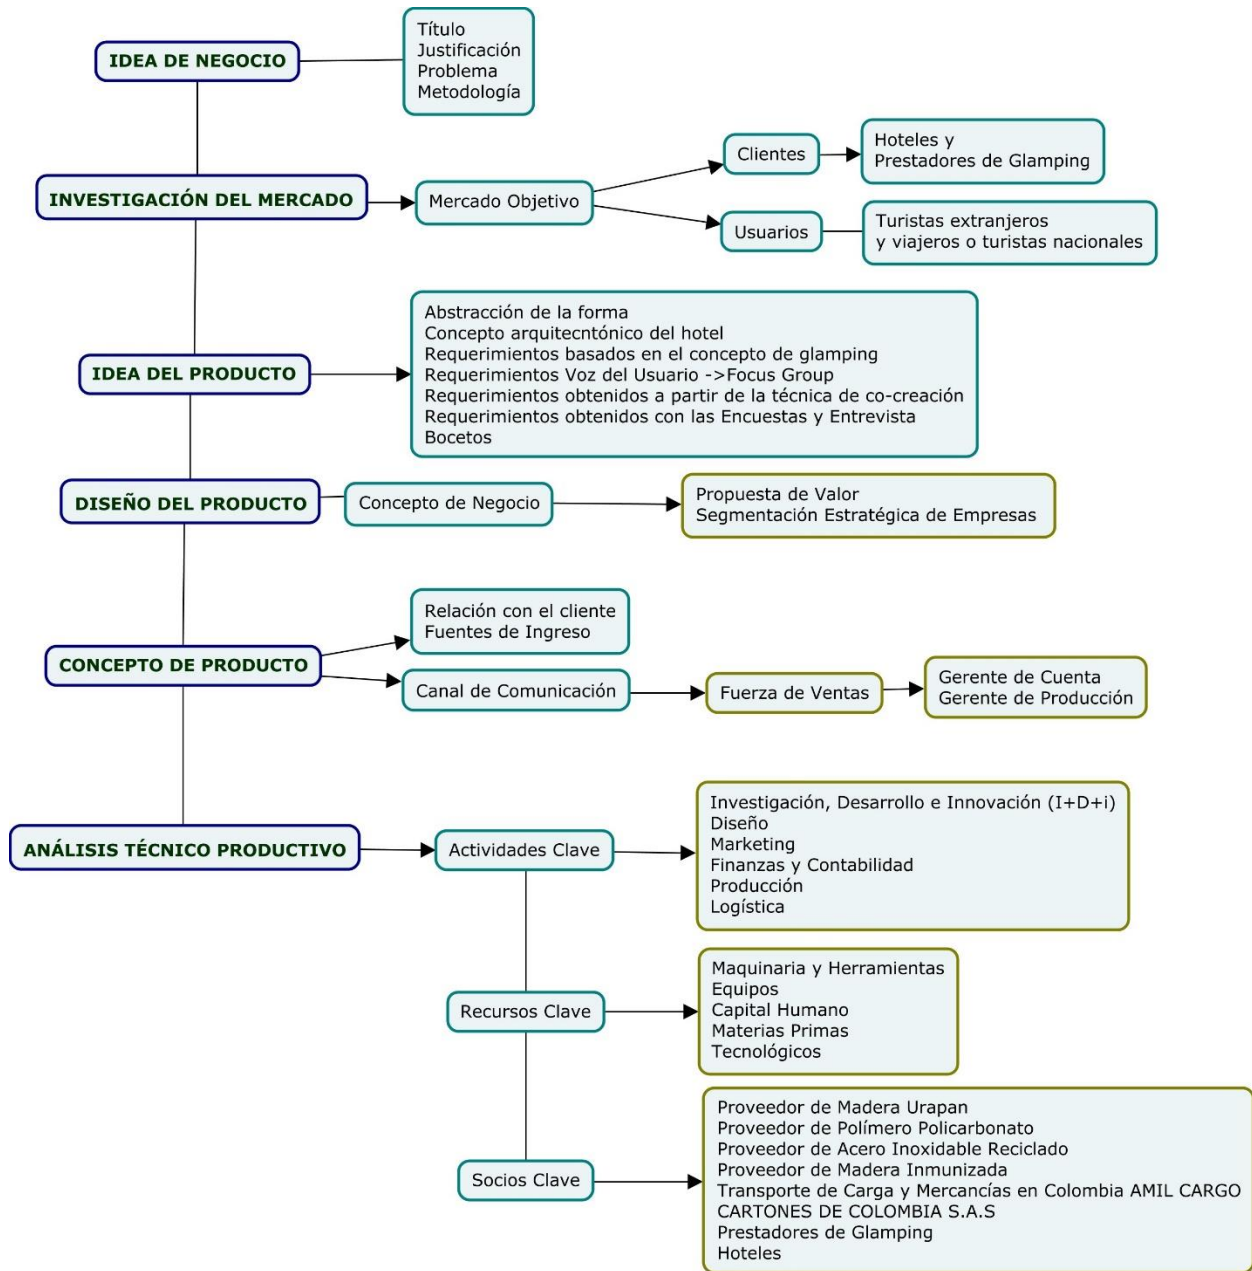 IDEA DE NEGOCIO
Título
Justificación
Problema
Metodología
INVESTIGACIÓN DEL MERCADO
Mercado Objetivo
Clientes
Hoteles y
Prestadores de Glamping
Usuarios
Turistas extranjeros
y viajeros o turistas nacionales
IDEA DEL PRODUCTO
Abstracción de la forma
Concepto arquitecntónico del hotel
Requerimientos basados en el concepto de glamping
Requerimientos Voz del Usuario ->Focus Group
Requerimientos obtenidos a partir de la técnica de co-creación
Requerimientos obtenidos con las Encuestas y Entrevista
Bocetos
DISEÑO DEL PRODUCTO
Concepto de Negocio
Propuesta de Valor
Segmentación Estratégica de Empresas
CONCEPTO DE PRODUCTO
Relación con el cliente
Fuentes de Ingreso
Canal de Comunicación
Fuerza de Ventas
Gerente de Cuenta
Gerente de Producción
ANÁLISIS TÉCNICO PRODUCTIVO
Actividades Clave
Investigación, Desarrollo e Innovación (I+D+i)
Diseño
Marketing
Finanzas y Contabilidad
Producción
Logística
Recursos Clave
Maquinaria y Herramientas
Equipos
Capital Humano
Materias Primas
Tecnológicos
Socios Clave
Proveedor de Madera Urapan
Proveedor de Polímero Policarbonato
Proveedor de Acero Inoxidable Reciclado
Proveedor de Madera Inmunizada
Transporte de Carga y Mercancías en Colombia AMIL CARGO
CARTONES DE COLOMBIA S.A.S
Prestadores de Glamping
Hoteles